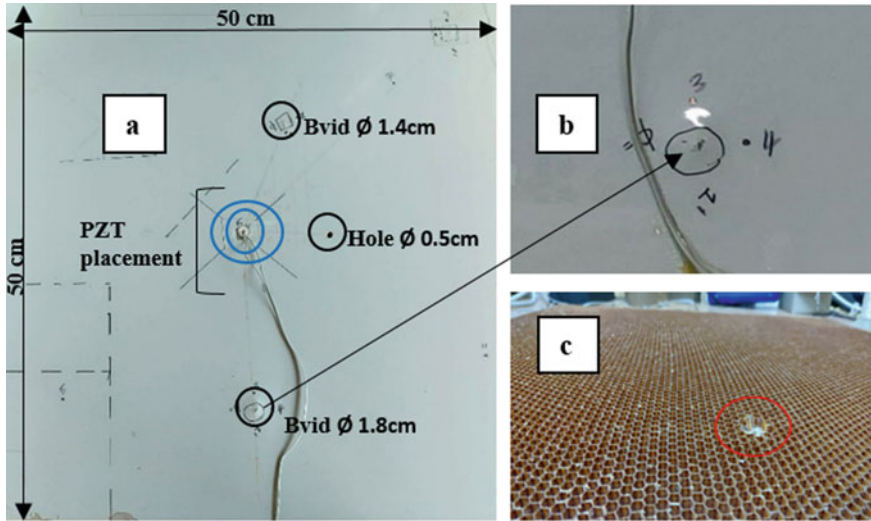 50 cm
a
Bvid Ø 1.4cm
PZT
placement
Hole Ø 0.5cm
50 cm
Bvid Ø 1.8cm
b
3
4
c